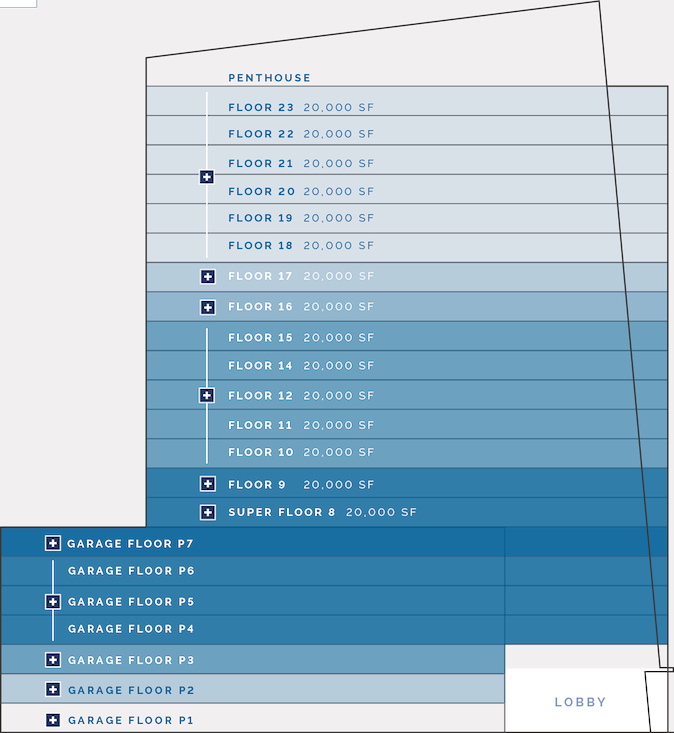 PENTHOUSE
FLOOR 23 20,000 SF
FLOOR 22 20,000 SF
FLOOR 21 20,000 SF
FLOOR 20 20,000 SF
FLOOR 19 20,000 SF
FLOOR 18 20,000 SF
FLOOR 17 20,000 SF
FLOOR 16 20,000 SF
FLOOR 15 20,000 SF
FLOOR 14 20,000 SF
FLOOR 12 20,000 SF
FLOOR 11 20,000 SF
FLOOR 10 20,000 SF
FLOOR 9 20,000 SF
SUPER FLOOR 8 20,000 SF
GARAGE FLOOR P7
GARAGE FLOOR P6
GARAGE FLOOR P5
GARAGE FLOOR P4
GARAGE FLOOR P3
GARAGE FLOOR P2
LOBBY
GARAGE FLOOR P1